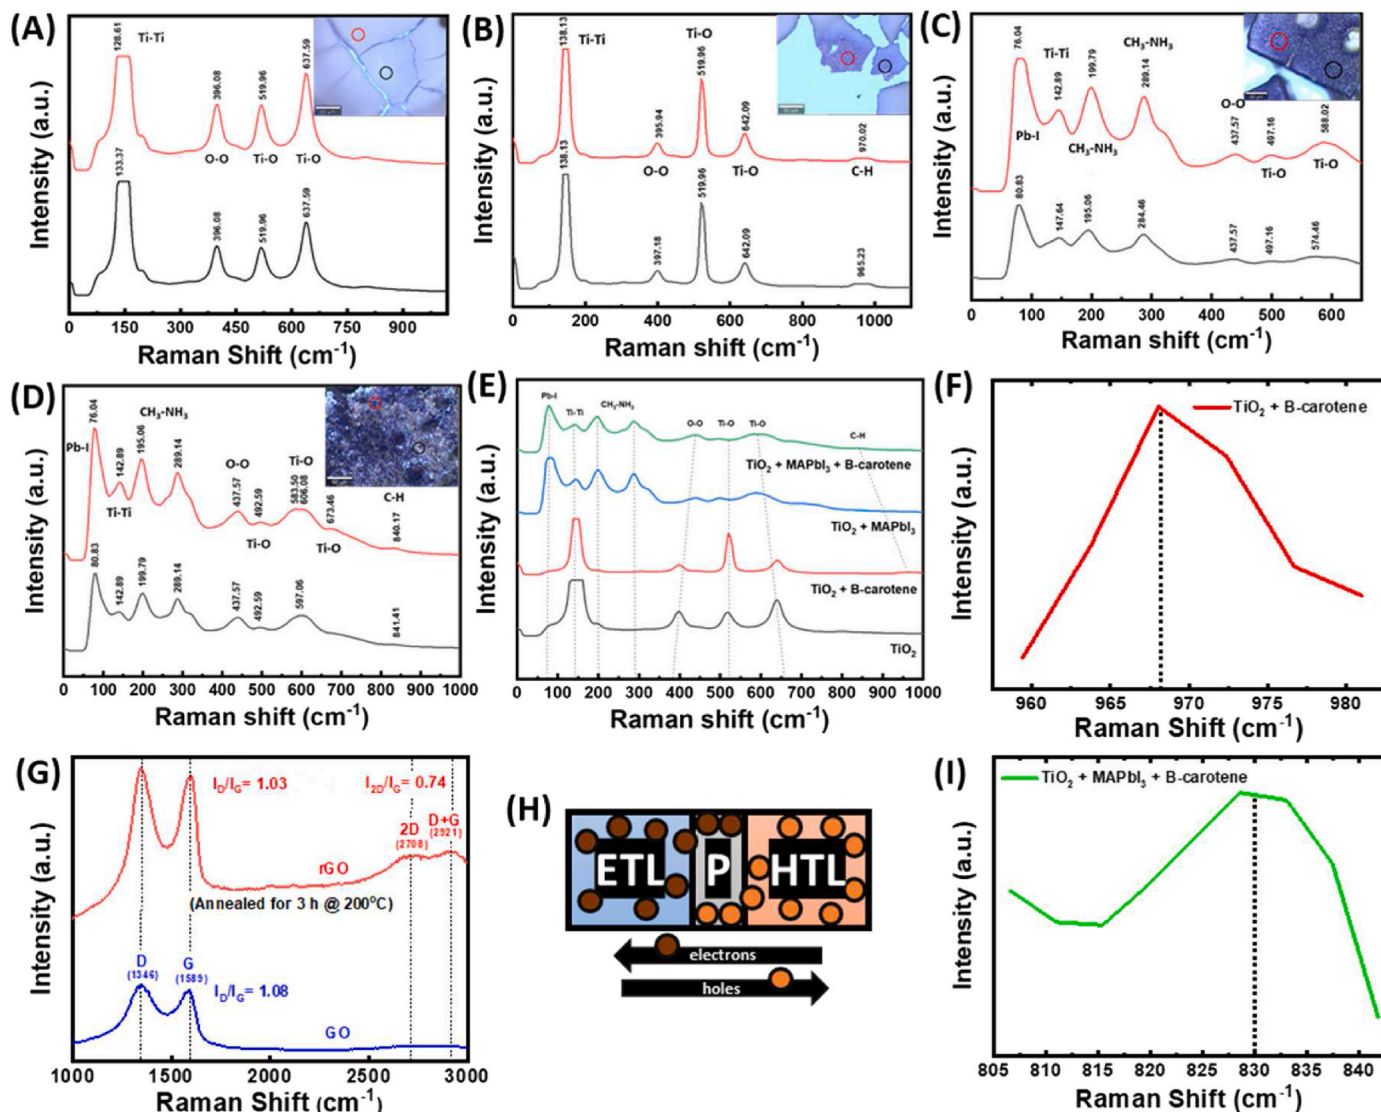 (A)
128.61
Ti-Ti
396.08
519.96
637.59
O-O
Ti-O
Ti-O
133.37
396.08
519.96
637.59
Intensity (a.u.)
0 150 300 450 600 750 900
Raman Shift (cm-1)
(B)
138.13
Ti-Ti
Ti-O
395.94
519.96
642.09
970.02
O-O
Ti-O
C-H
138.13
397.18
519.96
642.09
965.23
Intensity (a.u.)
0 200 400 600 800 1000
Raman shift (cm-1)
(C)
76.04
Ti-Ti
142.89
199.79
CH3-NH3
289.14
O-O
437.57
497.16
588.02
Pb-I
CH3-NH3
Ti-O
Ti-O
80.83
147.64
195.06
284.46
437.57
497.16
574.46
Intensity (a.u.)
0 100 200 300 400 500 600
Raman Shift (cm-1)
(D)
76.04
CH3-NH3
Pb-I
142.89
195.06
289.14
O-O
437.57
492.59
Ti-O
583.50
606.08
673.46
C-H
840.17
Ti-Ti
Ti-O
Ti-O
80.83
142.89
199.79
289.14
437.57
492.59
597.06
841.41
Intensity (a.u.)
0 100 200 300 400 500 600 700 800 900 1000
Raman shift (cm-1)
(E)
Pb-I
Ti-Ti
CH3-NH3
O-O
Ti-O
Ti-O
C-H
TiO2 + MAPbI3 + B-carotene
TiO2 + MAPbI3
TiO2 + B-carotene
TiO2
Intensity (a.u.)
0 100 200 300 400 500 600 700 800 900 1000
Raman shift (cm-1)
(F)
TiO2 + B-carotene
Intensity (a.u.)
960 965 970 975 980
Raman Shift (cm-1)
(G)
ID/IG= 1.03
I2D/IG= 0.74
2D
(2708)
D+G
(2921)
rGO
(Annealed for 3 h @ 200oC)
D
(1346)
G
(1589)
ID/IG= 1.08
GO
Intensity (a.u.)
1000 1500 2000 2500 3000
Raman Shift (cm-1)
(H)
ETL P HTL
electrons
holes
(I)
TiO2 + MAPbI3 + B-carotene
Intensity (a.u.)
805 810 815 820 825 830 835 840
Raman Shift (cm-1)